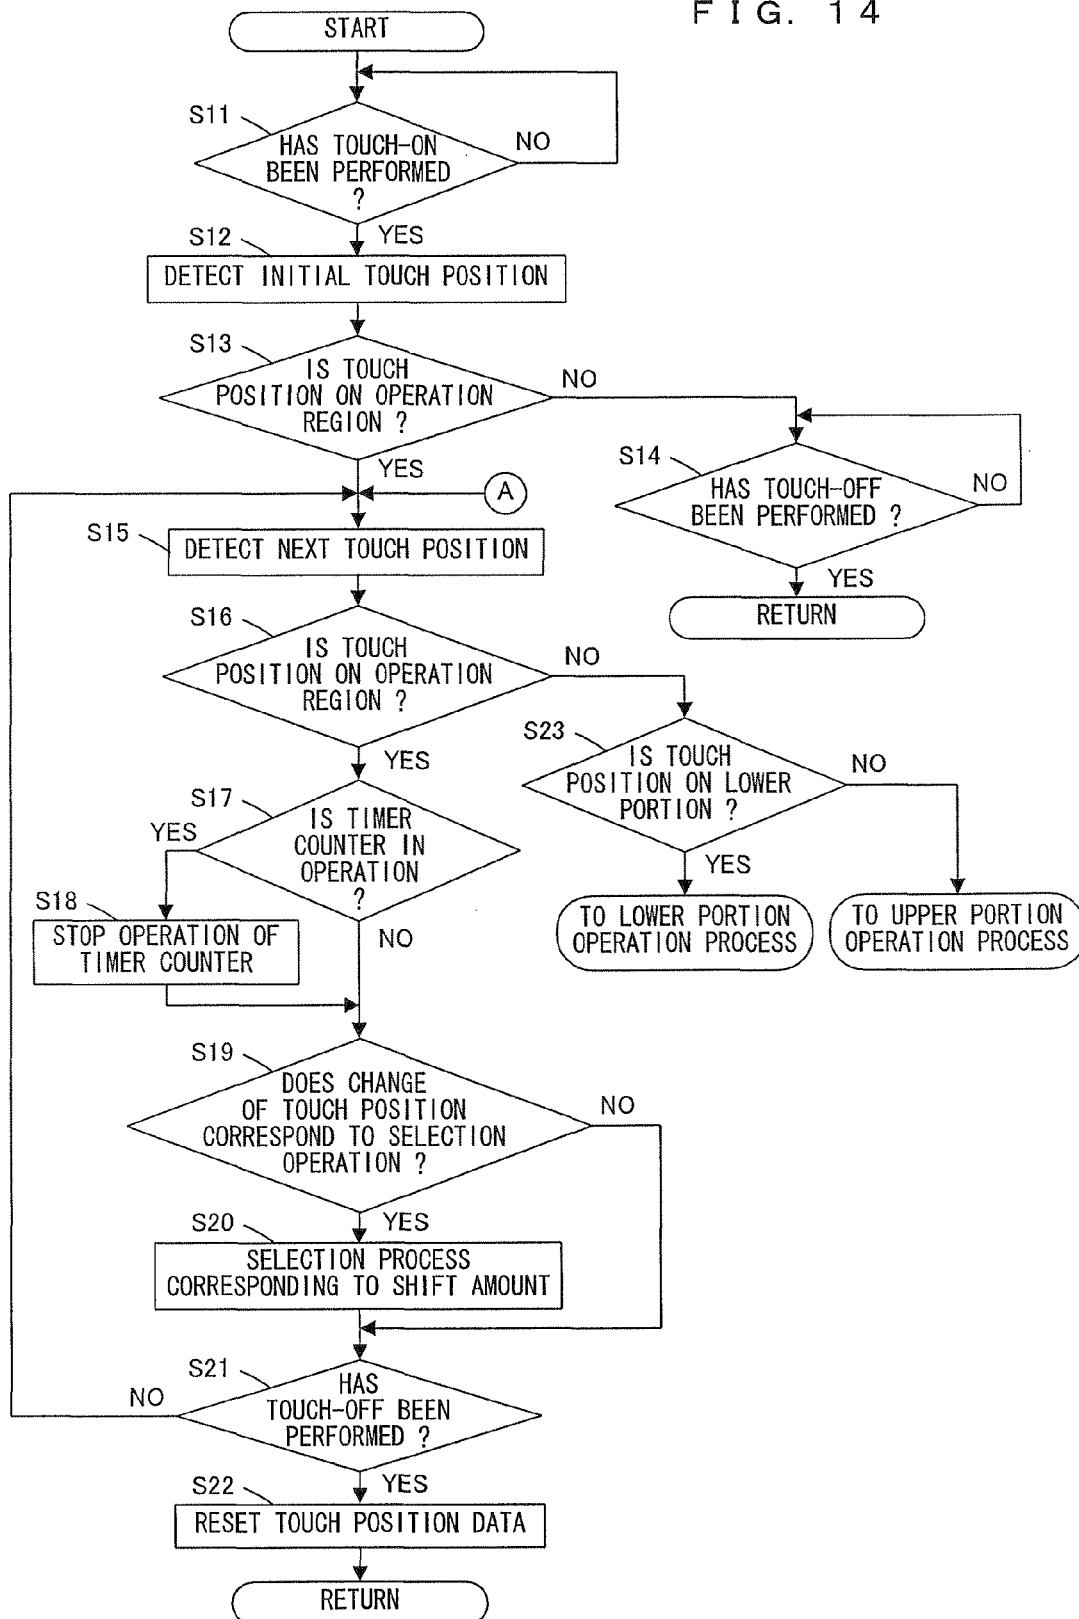 FIG. 14
START
S11
HAS TOUCH-ON
BEEN PERFORMED
?
NO
YES
S12
DETECT INITIAL TOUCH POSITION
S13
IS TOUCH
POSITION ON OPERATION
REGION ?
NO
YES
S14
HAS TOUCH-OFF
BEEN PERFORMED ?
NO
YES
RETURN
A
S15
DETECT NEXT TOUCH POSITION
S16
IS TOUCH
POSITION ON OPERATION
REGION ?
NO
YES
S23
IS TOUCH
POSITION ON LOWER
PORTION ?
NO
YES
TO LOWER PORTION
OPERATION PROCESS
TO UPPER PORTION
OPERATION PROCESS
S17
IS TIMER
COUNTER IN
OPERATION
?
YES
NO
S18
STOP OPERATION OF
TIMER COUNTER
S19
DOES CHANGE
OF TOUCH POSITION
CORRESPOND TO SELECTION
OPERATION ?
NO
YES
S20
SELECTION PROCESS
CORRESPONDING TO SHIFT AMOUNT
S21
HAS
TOUCH-OFF BEEN
PERFORMED ?
NO
YES
S22
RESET TOUCH POSITION DATA
RETURN